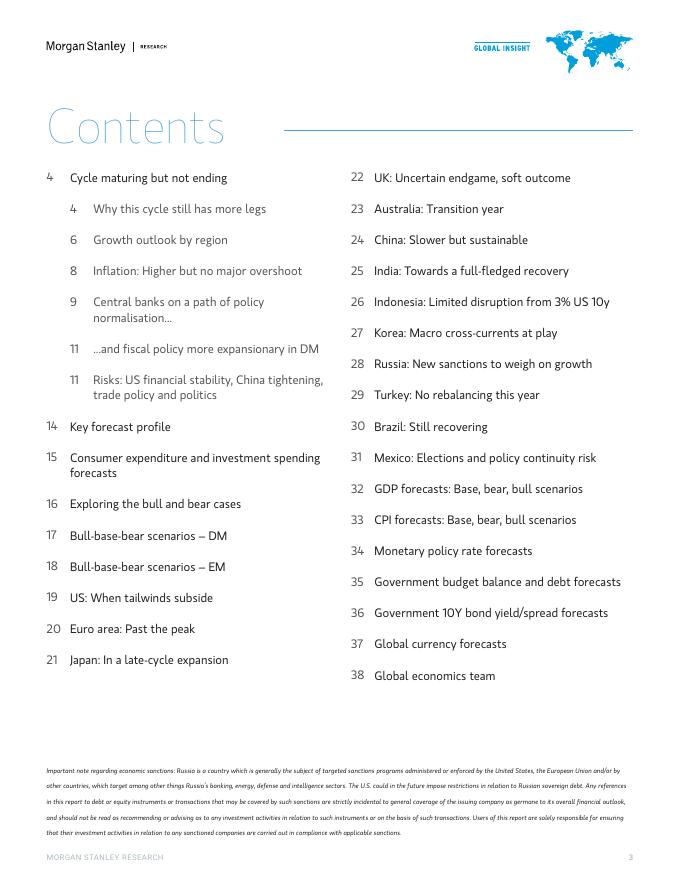 Morgan Stanley | RESEARCH
GLOBAL INSIGHT
Contents
4 Cycle maturing but not ending
4 Why this cycle still has more legs
6 Growth outlook by region
8 Inflation: Higher but no major overshoot
9 Central banks on a path of policy
normalisation...
11 ...and fiscal policy more expansionary in DM
11 Risks: US financial stability, China tightening,
trade policy and politics
14 Key forecast profile
15 Consumer expenditure and investment spending
forecasts
16 Exploring the bull and bear cases
17 Bull-base-bear scenarios – DM
18 Bull-base-bear scenarios – EM
19 US: When tailwinds subside
20 Euro area: Past the peak
21 Japan: In a late-cycle expansion
22 UK: Uncertain endgame, soft outcome
23 Australia: Transition year
24 China: Slower but sustainable
25 India: Towards a full-fledged recovery
26 Indonesia: Limited disruption from 3% US 10y
27 Korea: Macro cross-currents at play
28 Russia: New sanctions to weigh on growth
29 Turkey: No rebalancing this year
30 Brazil: Still recovering
31 Mexico: Elections and policy continuity risk
32 GDP forecasts: Base, bear, bull scenarios
33 CPI forecasts: Base, bear, bull scenarios
34 Monetary policy rate forecasts
35 Government budget balance and debt forecasts
36 Government 10Y bond yield/spread forecasts
37 Global currency forecasts
38 Global economics team
Important note regarding economic sanctions: Russia is a country which is generally the subject of targeted sanctions programs administered or enforced by the United States, the European Union and/or by
other countries, which target among other things Russia's banking, energy, defense and intelligence sectors. The U.S. could in the future impose restrictions in relation to Russian sovereign debt. Any references
in this report to debt or equity instruments or transactions that may be covered by such sanctions are strictly incidental to general coverage of the issuing company as germane to its overall financial outlook,
and should not be read as recommending or advising as to any investment activities in relation to such instruments or on the basis of such transactions. Users of this report are solely responsible for ensuring
that their investment activities in relation to any sanctioned companies are carried out in compliance with applicable sanctions.
MORGAN STANLEY RESEARCH 3